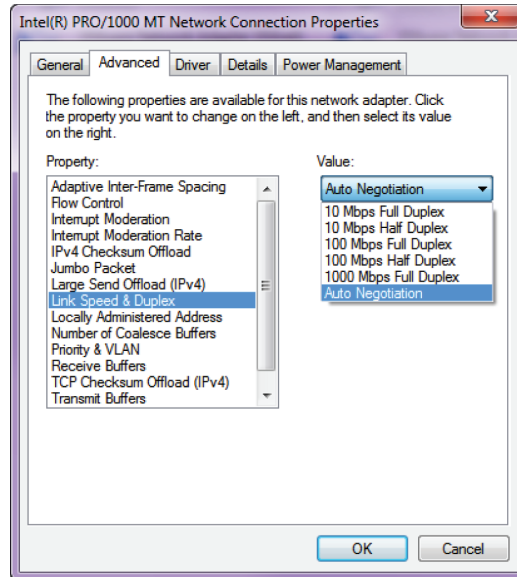 Intel(R) PRO/1000 MT Network Connection Properties
General Advanced Driver Details Power Management
The following properties are available for this network adapter. Click
the property you want to change on the left, and then select its value
on the right.
Property:
Adaptive Inter-Frame Spacing
Flow Control
Interrupt Moderation
Interrupt Moderation Rate
IPv4 Checksum Offload
Jumbo Packet
Large Send Offload (IPv4)
Link Speed & Duplex
Locally Administered Address
Number of Coalesce Buffers
Priority & VLAN
Receive Buffers
TCP Checksum Offload (IPv4)
Transmit Buffers
Value:
Auto Negotiation
10 Mbps Full Duplex
10 Mbps Half Duplex
100 Mbps Full Duplex
100 Mbps Half Duplex
1000 Mbps Full Duplex
Auto Negotiation
OK Cancel